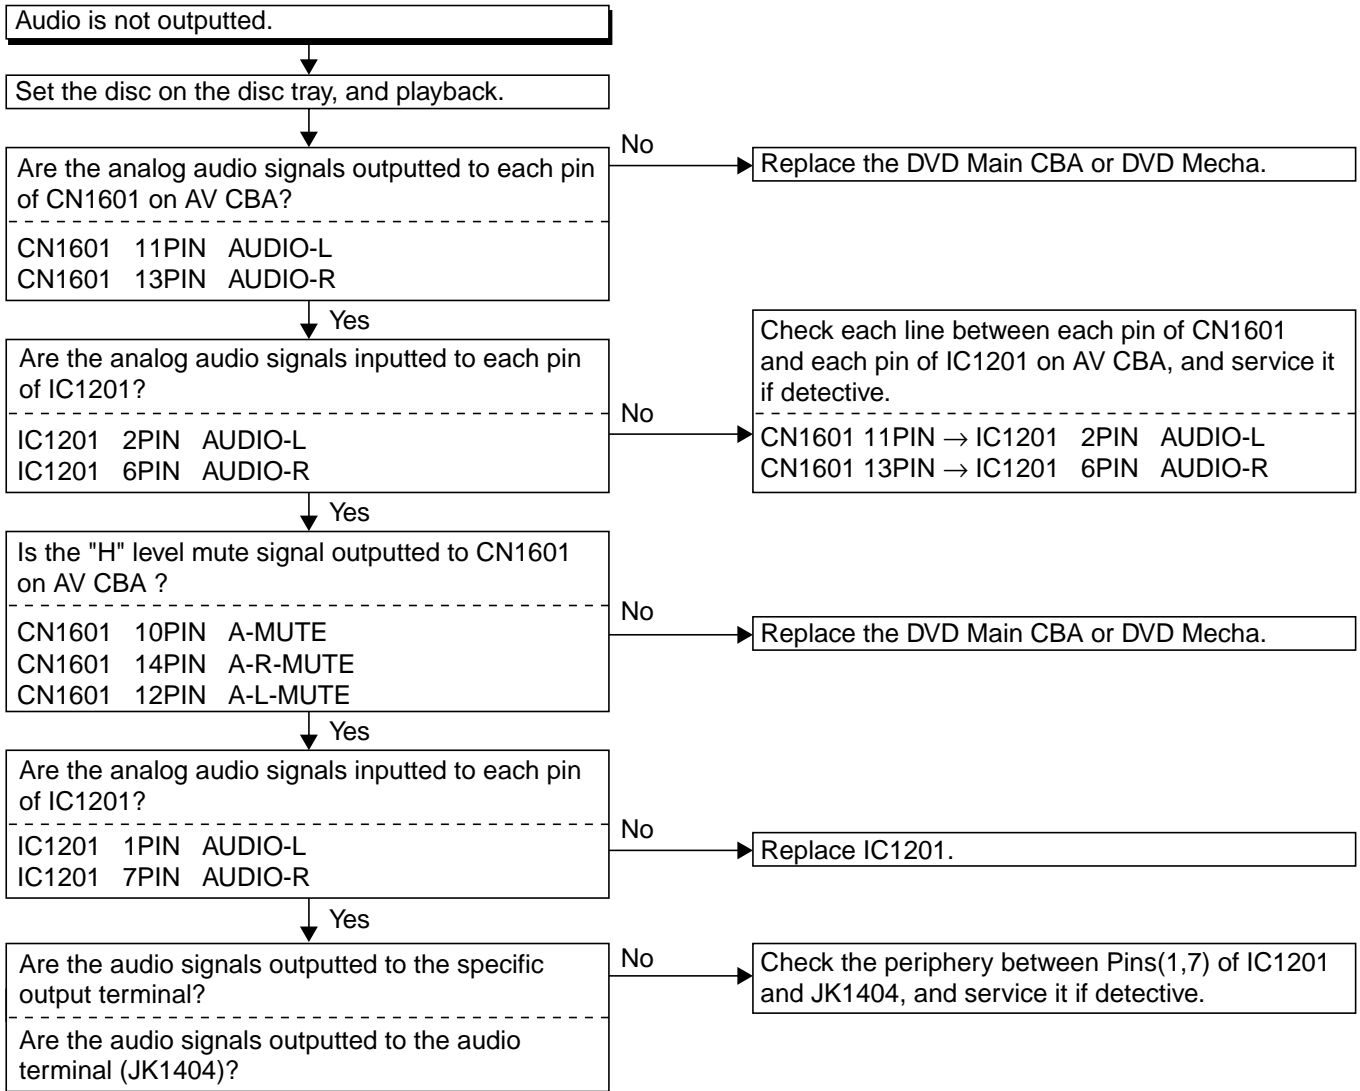 Audio is not outputted.
Set the disc on the disc tray, and playback.
Are the analog audio signals outputted to each pin
of CN1601 on AV CBA?
CN1601 11PIN AUDIO-L
CN1601 13PIN AUDIO-R
No
Replace the DVD Main CBA or DVD Mecha.
Yes
Are the analog audio signals inputted to each pin
of IC1201?
IC1201 2PIN AUDIO-L
IC1201 6PIN AUDIO-R
No
Check each line between each pin of CN1601
and each pin of IC1201 on AV CBA, and service it
if detective.
CN1601 11PIN → IC1201 2PIN AUDIO-L
CN1601 13PIN → IC1201 6PIN AUDIO-R
Yes
Is the "H" level mute signal outputted to CN1601
on AV CBA ?
CN1601 10PIN A-MUTE
CN1601 14PIN A-R-MUTE
CN1601 12PIN A-L-MUTE
No
Replace the DVD Main CBA or DVD Mecha.
Yes
Are the analog audio signals inputted to each pin
of IC1201?
IC1201 1PIN AUDIO-L
IC1201 7PIN AUDIO-R
No
Replace IC1201.
Yes
Are the audio signals outputted to the specific
output terminal?
Are the audio signals outputted to the audio
terminal (JK1404)?
No
Check the periphery between Pins(1,7) of IC1201
and JK1404, and service it if detective.